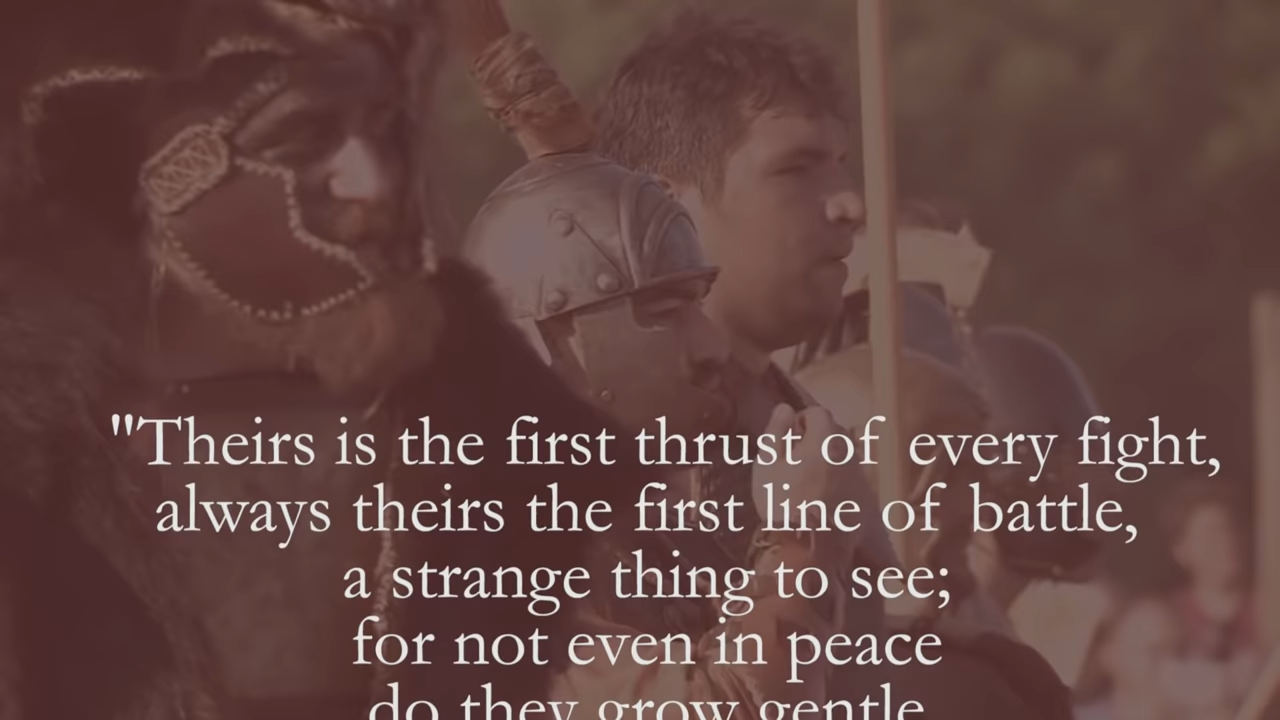 "Theirs is the first thrust of every fight,
always theirs the first line of battle,
a strange thing to see;
for not even in peace
do they grow gentle